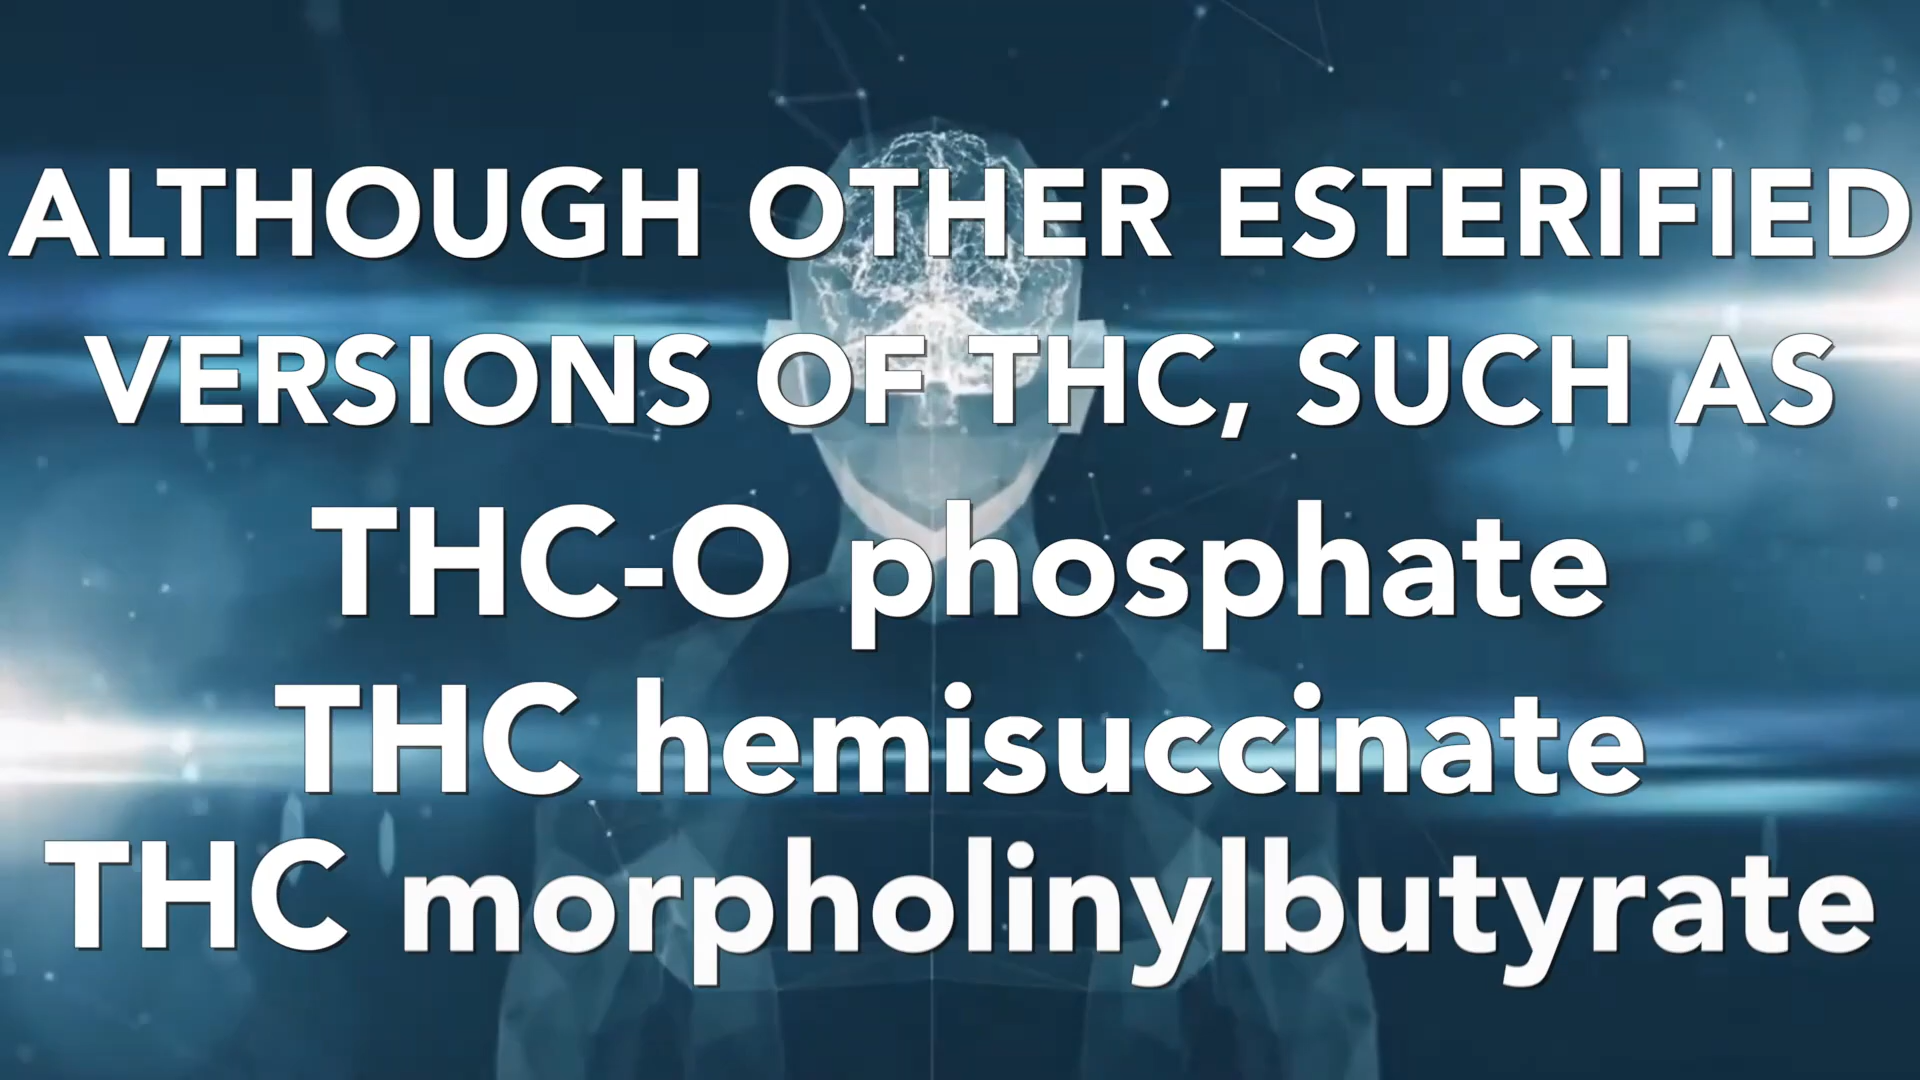 ALTHOUGH OTHER ESTERIFIED
VERSIONS OF THC, SUCH AS
THC-O phosphate
THC hemisuccinate
THC morpholinylbutyrate